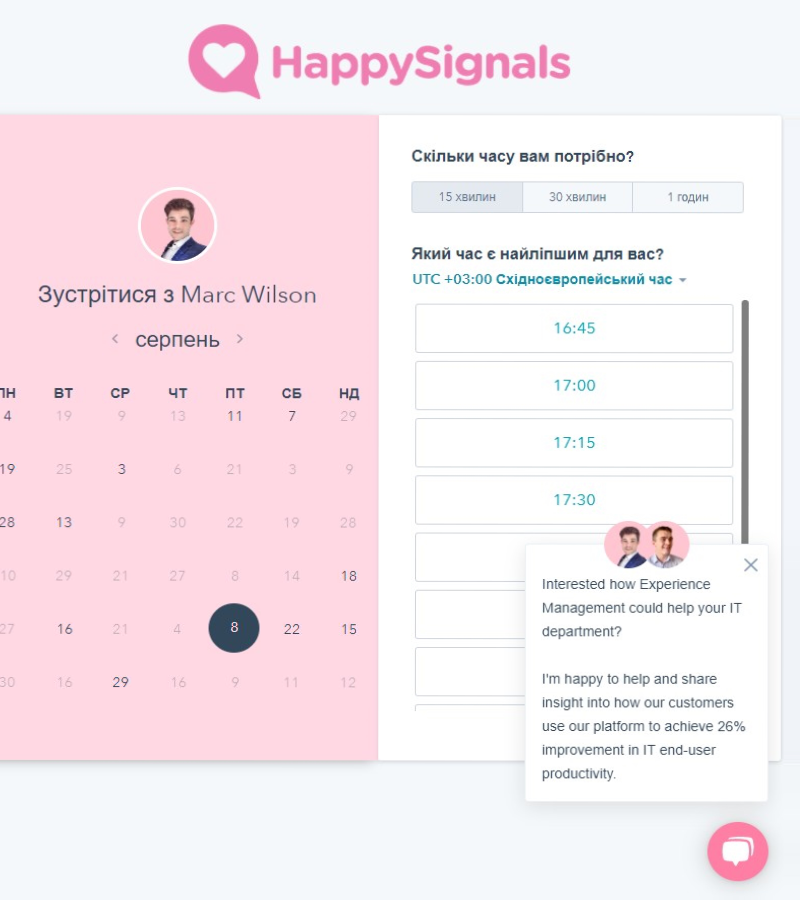 HappySignals
Зустрітися з Marc Wilson
серпень
ПН ВТ СР ЧТ ПТ СБ НД
4 19 9 13 11 7 29
19 25 3 6 21 3 9
28 13 9 30 22 19 28
10 29 21 27 8 14 18
27 16 21 4 8 22 15
30 16 29 16 9 11 12
Скільки часу вам потрібно?
15 хвилин 30 хвилин 1 годин
Який час є найліпшим для вас?
UTC +03:00 Східноєвропейський час
16:45
17:00
17:15
17:30
Interested how Experience
Management could help your IT
department?
I'm happy to help and share
insight into how our customers
use our platform to achieve 26%
improvement in IT end-user
productivity.